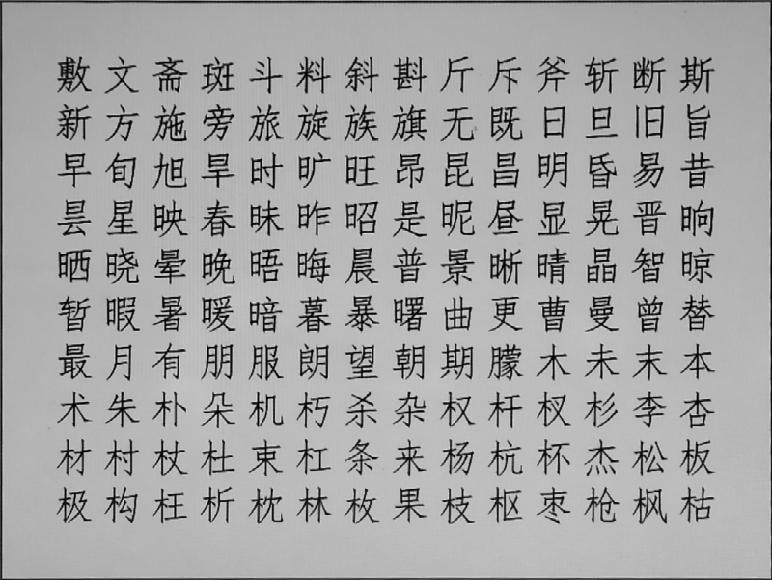 敷文斋斑斗料斜斟斤斥斧斩断斯
新方施旁旅旋族旗无既日旦旧旨
早旬旭旱时旷旺昂昆昌明昏易昔
昙星映春昧昨昭是昵昼显晃晋晌
晒晓晕晚晤晦晨普景晰晴晶智晾
暂暇暑暖暗暮暴曙曲更曹曼曾替
最月有朋服朗望朝期朦木未末本
术朱朴朵机朽杀杂权杆杈杉李杏
材村杖杜束杠条来杨杭杯杰松板
极构枉析枕林枚果枝枢枣枪枫枯